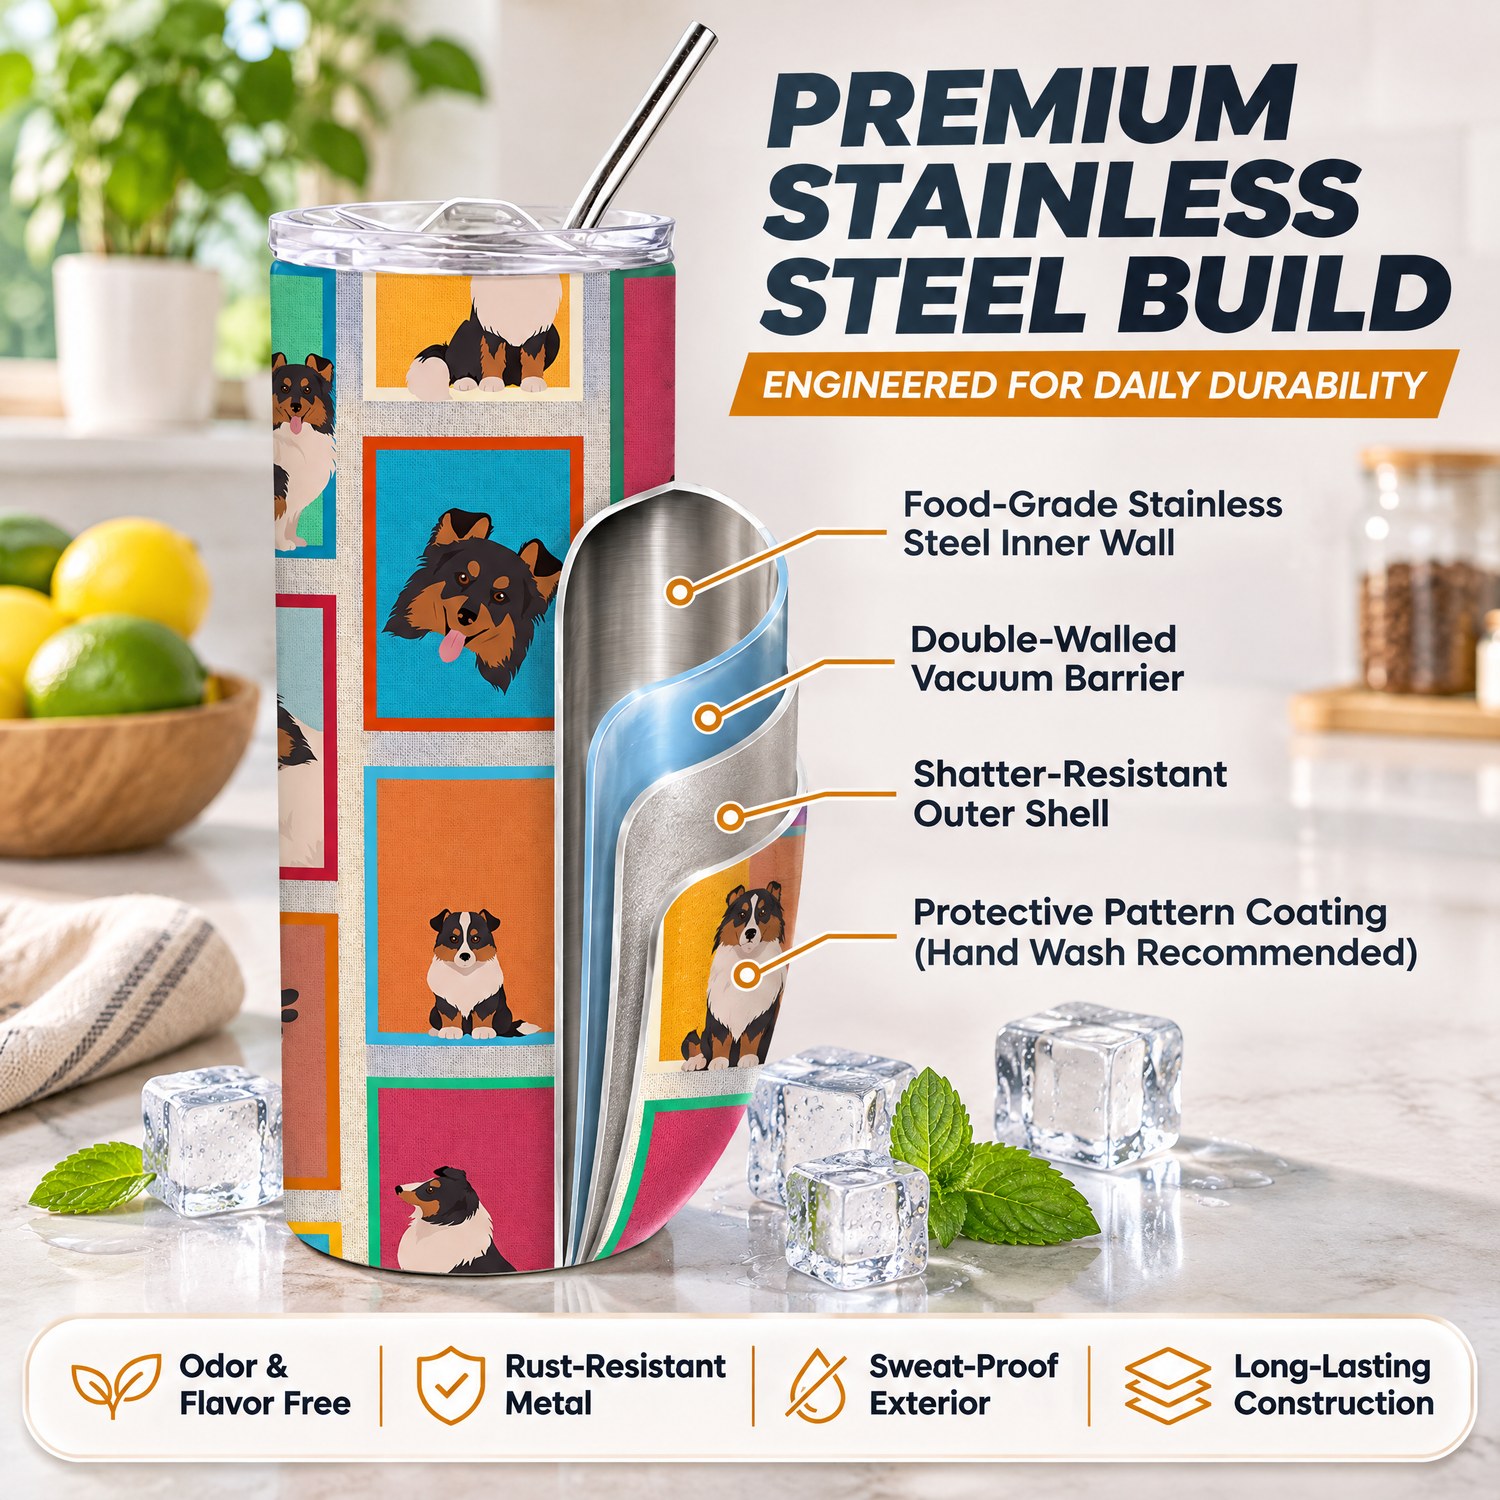 PREMIUM
STAINLESS
STEEL BUILD
ENGINEERED FOR DAILY DURABILITY
Food-Grade Stainless
Steel Inner Wall
Double-Walled
Vacuum Barrier
Shatter-Resistant
Outer Shell
Protective Pattern Coating
(Hand Wash Recommended)
Odor &
Flavor Free
Rust-Resistant
Metal
Sweat-Proof
Exterior
Long-Lasting
Construction